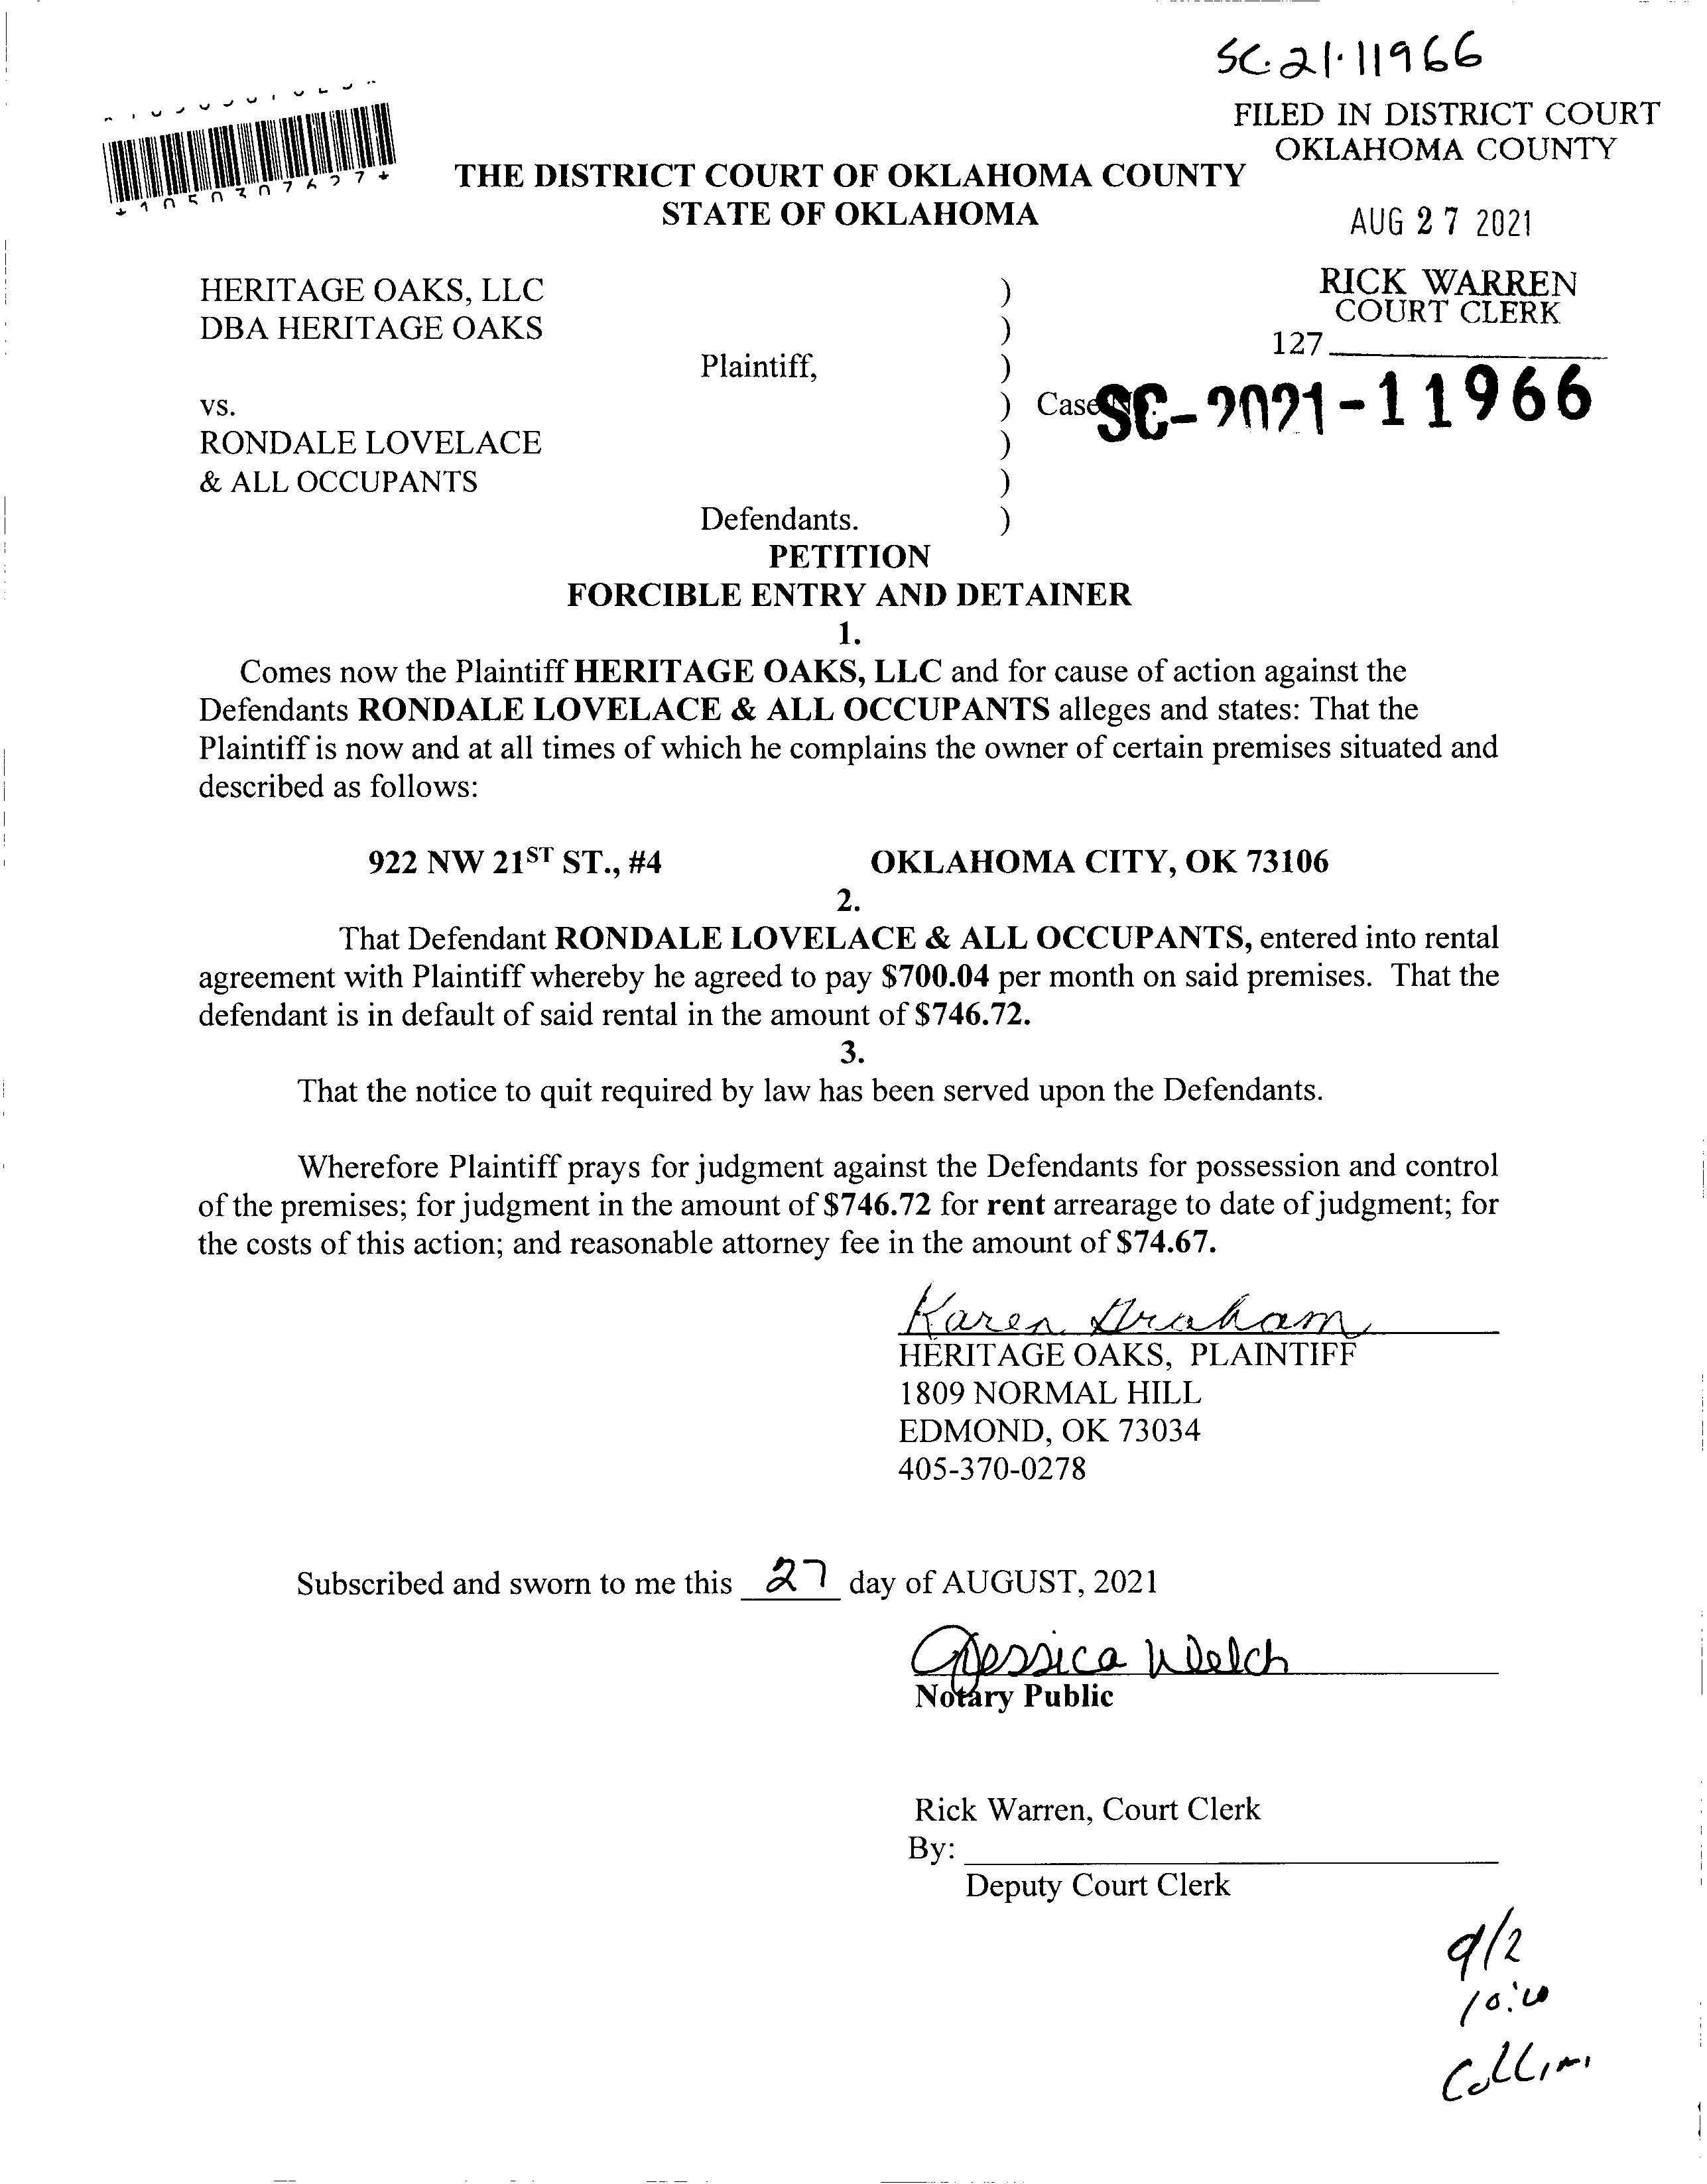 SC.21.11966
FILED IN DISTRICT COURT
OKLAHOMA COUNTY
THE DISTRICT COURT OF OKLAHOMA COUNTY
STATE OF OKLAHOMA
AUG 27 2021
RICK WARREN
COURT CLERK
127
HERITAGE OAKS, LLC )
DBA HERITAGE OAKS )
Plaintiff, )
vs. ) Case SC-2021-11966
RONDALE LOVELACE )
& ALL OCCUPANTS )
Defendants. )
PETITION
FORCIBLE ENTRY AND DETAINER
1.
Comes now the Plaintiff HERITAGE OAKS, LLC and for cause of action against the
Defendants RONDALE LOVELACE & ALL OCCUPANTS alleges and states: That the
Plaintiff is now and at all times of which he complains the owner of certain premises situated and
described as follows:
922 NW 21ST ST., #4 OKLAHOMA CITY, OK 73106
2.
That Defendant RONDALE LOVELACE & ALL OCCUPANTS, entered into rental
agreement with Plaintiff whereby he agreed to pay $700.04 per month on said premises. That the
defendant is in default of said rental in the amount of $746.72.
3.
That the notice to quit required by law has been served upon the Defendants.
Wherefore Plaintiff prays for judgment against the Defendants for possession and control
of the premises; for judgment in the amount of $746.72 for rent arrearage to date of judgment; for
the costs of this action; and reasonable attorney fee in the amount of $74.67.
Karen Graham
HERITAGE OAKS, PLAINTIFF
1809 NORMAL HILL
EDMOND, OK 73034
405-370-0278
Subscribed and sworn to me this 27 day of AUGUST, 2021
Jessica Welch
Notary Public
Rick Warren, Court Clerk
By:
Deputy Court Clerk
9/2
Collins